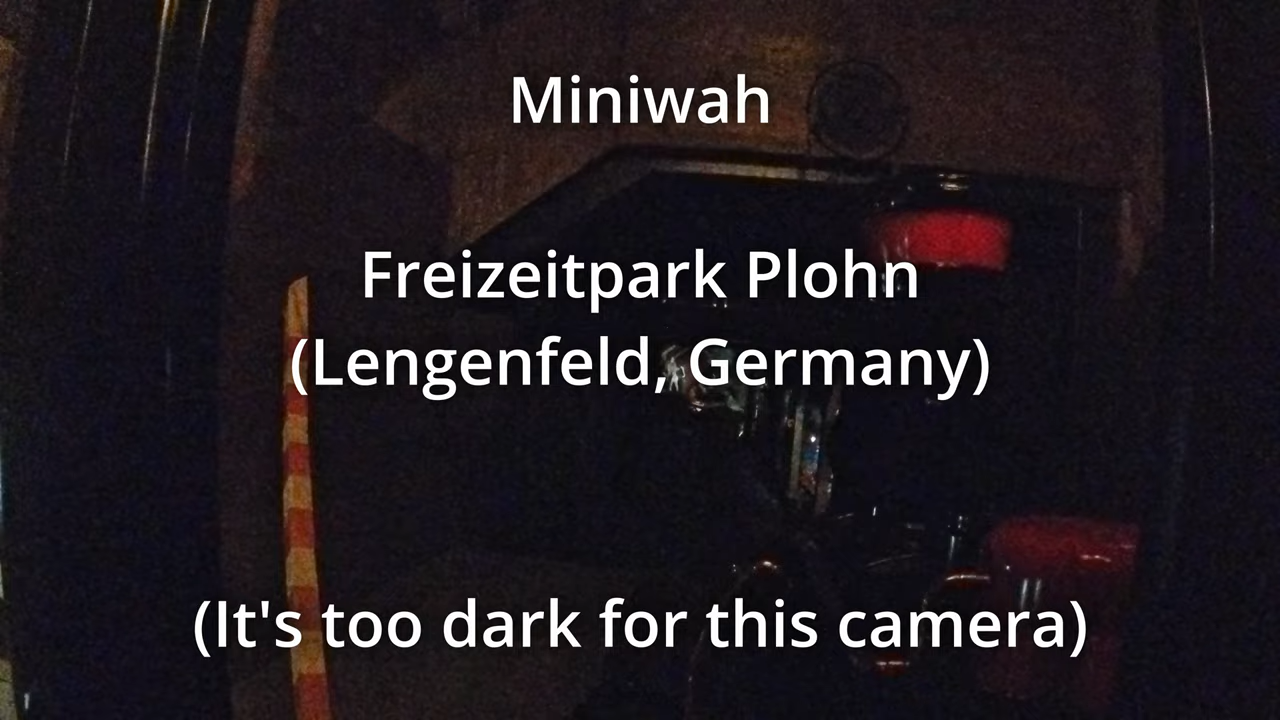 Miniwah
Freizeitpark Plohn
(Lengenfeld, Germany)
(It's too dark for this camera)